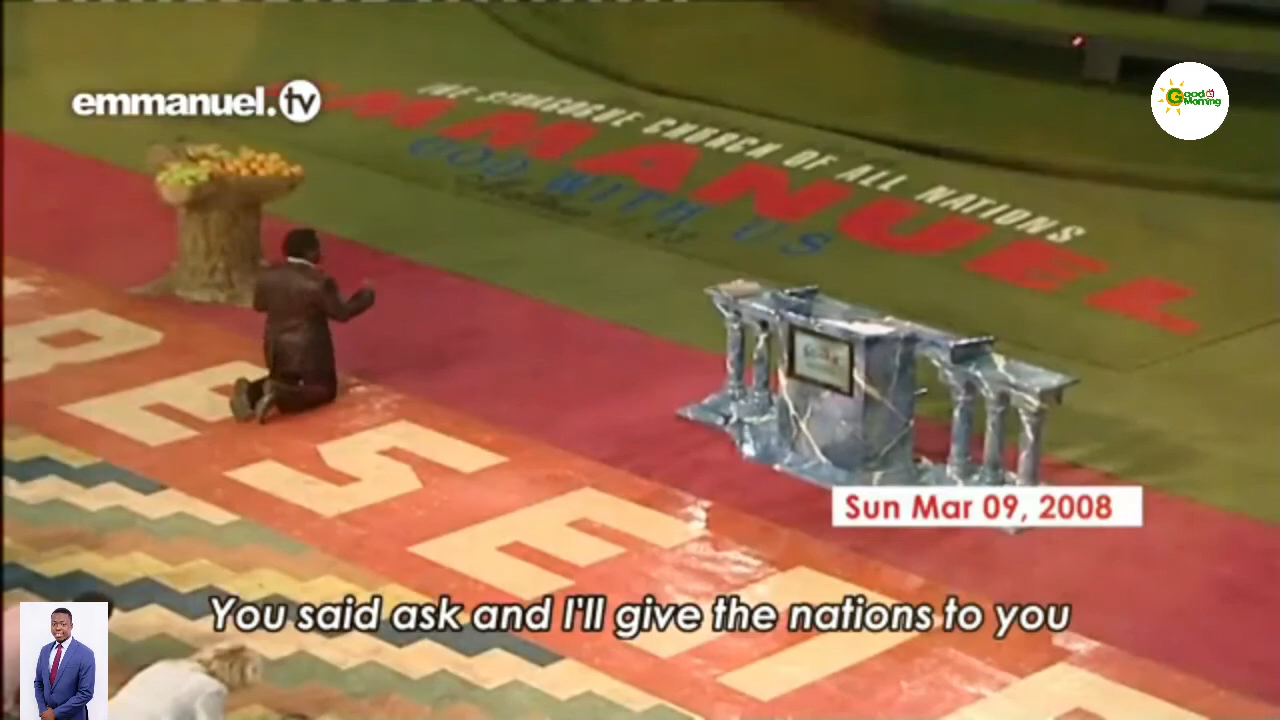 emmanuel.tv
Good
Morning
THE SYNAGOGUE CHURCH OF ALL NATIONS
EMMANUEL
GOD WITH US
RESEI
Sun Mar 09, 2008
You said ask and I'll give the nations to you